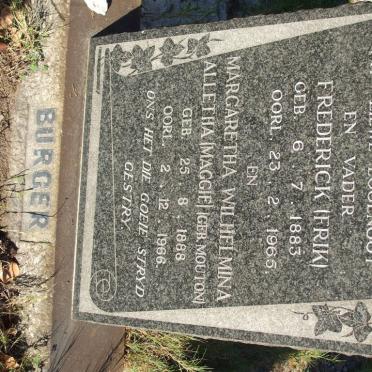 EN VADER
FREDERICK (FRIK)
GEB. 6. 7. 1883
OORL. 23. 2. 1965
EN
MARGARETHA WILHELMINA
ALLETHA (MAGGIE) (GEB. MOUTON)
GEB. 25. 8. 1888
OORL. 2. 12. 1966
ONS HET DIE GOEIE STRYD
GESTRY
BURGER